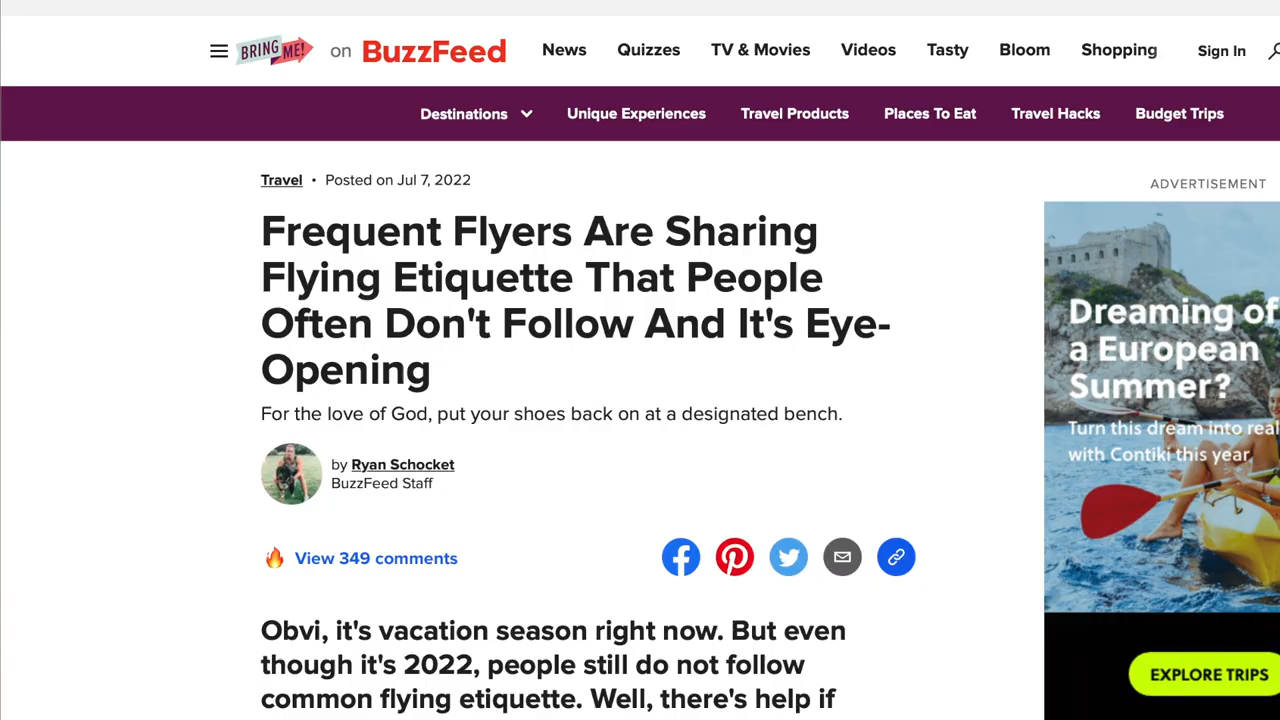 BRING ME! on BuzzFeed News Quizzes TV & Movies Videos Tasty Bloom Shopping Sign In
Destinations Unique Experiences Travel Products Places To Eat Travel Hacks Budget Trips
Travel • Posted on Jul 7, 2022
ADVERTISEMENT
Frequent Flyers Are Sharing
Flying Etiquette That People
Often Don't Follow And It's Eye-
Opening
For the love of God, put your shoes back on at a designated bench.
by Ryan Schocket
BuzzFeed Staff
View 349 comments
Obvi, it's vacation season right now. But even
though it's 2022, people still do not follow
common flying etiquette. Well, there's help if
Dreaming of
a European
Summer?
Turn this dream into real
with Contiki this year
EXPLORE TRIPS